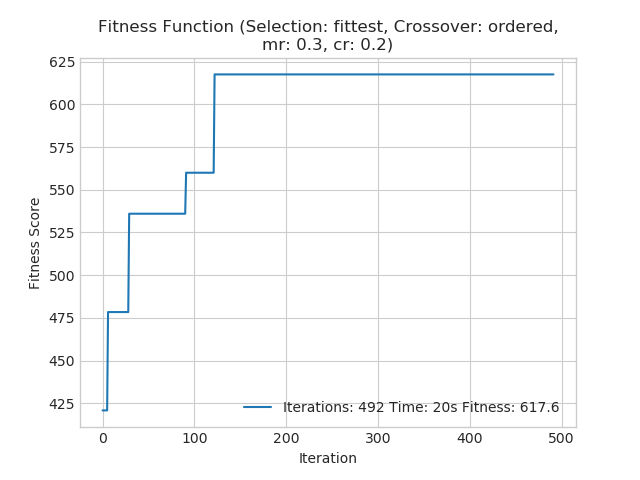 Fitness Function (Selection: fittest, Crossover: ordered,
mr: 0.3, cr: 0.2)
625
600
575
550
525
500
475
450
425
Fitness Score
Iterations: 492 Time: 20s Fitness: 617.6
0 100 200 300 400 500
Iteration